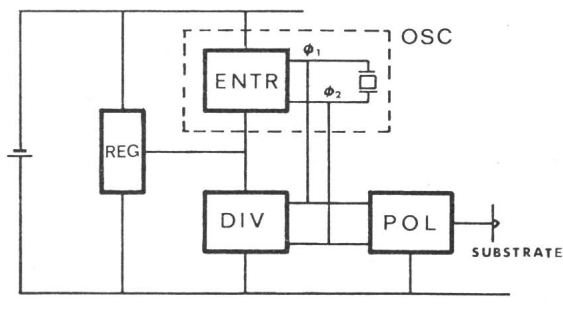 OSC
ϕ1
ENTR
ϕ2
REG
DIV
POL
SUBSTRATE